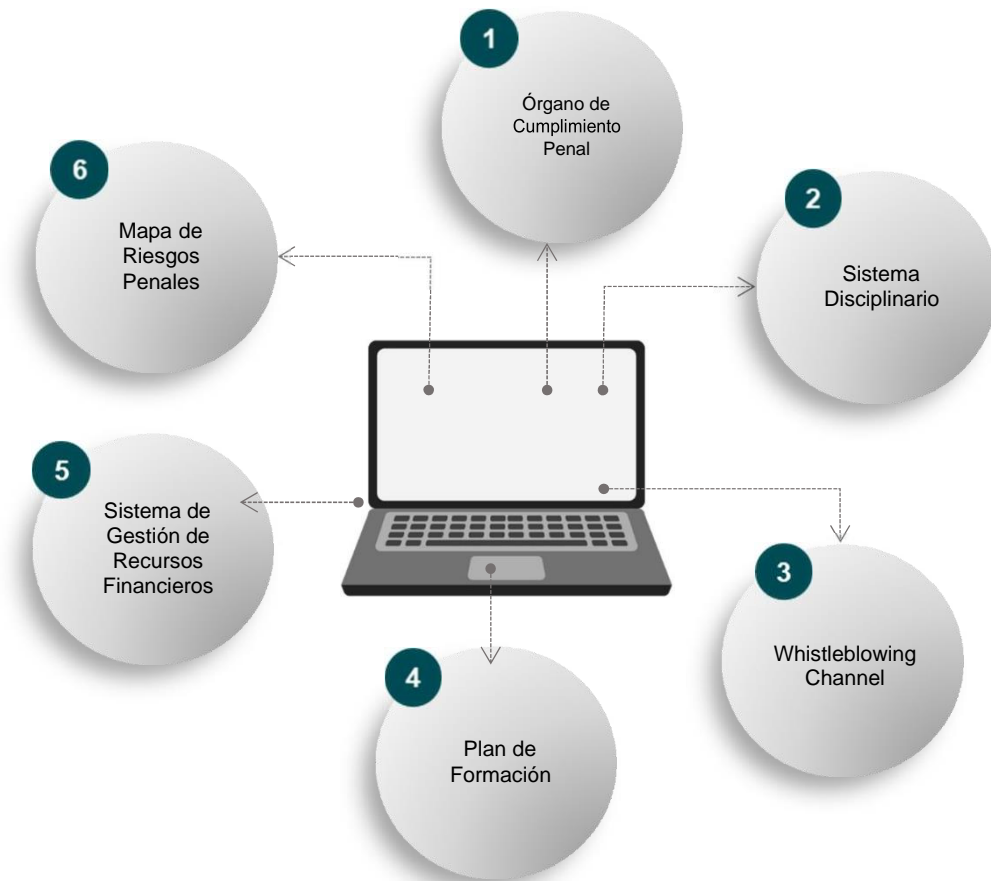 1
Órgano de
Cumplimiento
Penal
2
Sistema
Disciplinario
3
Whistleblowing
Channel
4
Plan de
Formación
5
Sistema de
Gestión de
Recursos
Financieros
6
Mapa de
Riesgos
Penales